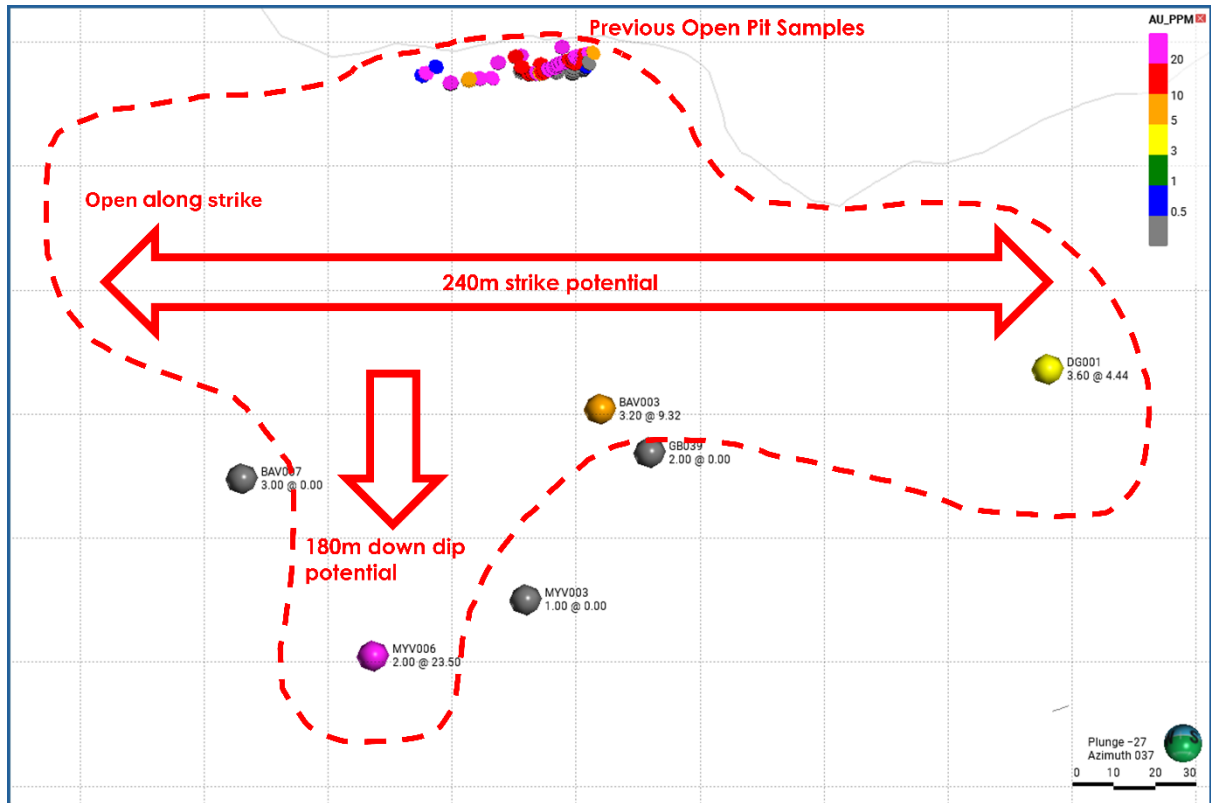 Previous Open Pit Samples
AU_PPM
20
10
5
3
1
0.5
Open along strike
240m strike potential
DG001
3.60 @ 4.44
BAV003
3.20 @ 9.32
GB039
2.00 @ 0.00
BAV007
3.00 @ 0.00
180m down dip
potential
MYV003
1.00 @ 0.00
MYV006
2.00 @ 23.50
Plunge -27
Azimuth 037
0 10 20 30